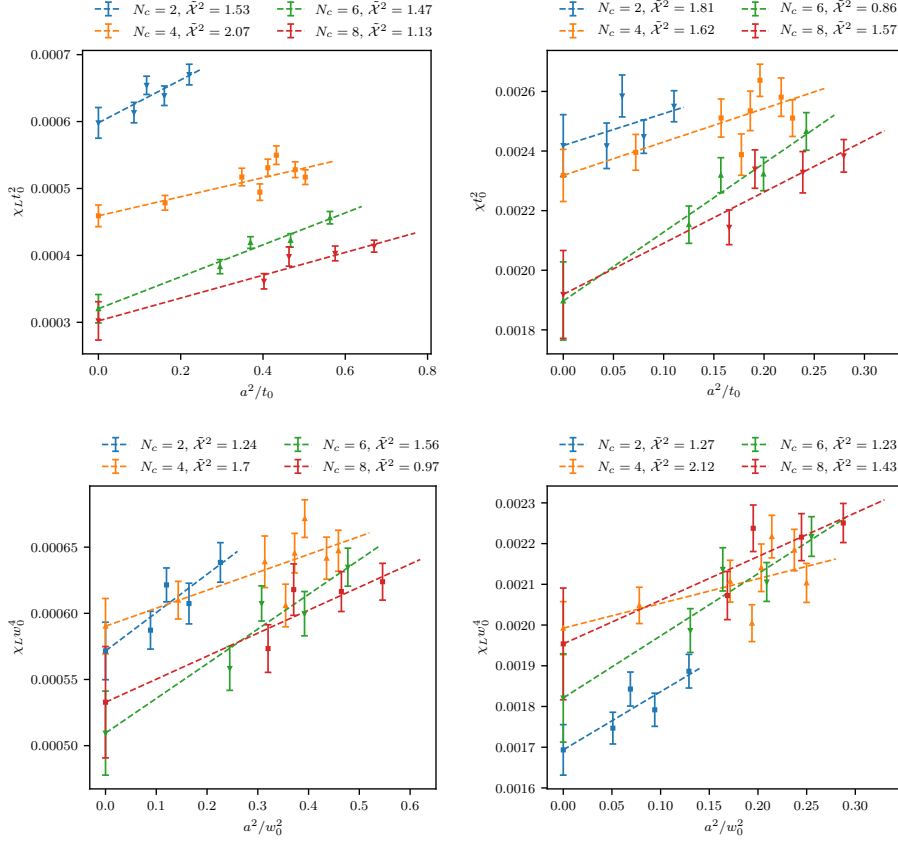 N_c = 2, 𝒳̃² = 1.53
N_c = 6, 𝒳̃² = 1.47
N_c = 4, 𝒳̃² = 2.07
N_c = 8, 𝒳̃² = 1.13
0.0007
0.0006
0.0005
0.0004
0.0003
χ_L t_0^2
0.0 0.2 0.4 0.6 0.8
a²/t_0
N_c = 2, 𝒳̃² = 1.81
N_c = 6, 𝒳̃² = 0.86
N_c = 4, 𝒳̃² = 1.62
N_c = 8, 𝒳̃² = 1.57
0.0026
0.0024
0.0022
0.0020
0.0018
χt_0^2
0.00 0.05 0.10 0.15 0.20 0.25 0.30
a²/t_0
N_c = 2, 𝒳̃² = 1.24
N_c = 6, 𝒳̃² = 1.56
N_c = 4, 𝒳̃² = 1.7
N_c = 8, 𝒳̃² = 0.97
0.00065
0.00060
0.00055
0.00050
χ_L w_0^4
0.0 0.1 0.2 0.3 0.4 0.5 0.6
a²/w_0^2
N_c = 2, 𝒳̃² = 1.27
N_c = 6, 𝒳̃² = 1.23
N_c = 4, 𝒳̃² = 2.12
N_c = 8, 𝒳̃² = 1.43
0.0023
0.0022
0.0021
0.0020
0.0019
0.0018
0.0017
0.0016
χ_L w_0^4
0.00 0.05 0.10 0.15 0.20 0.25 0.30
a²/w_0^2